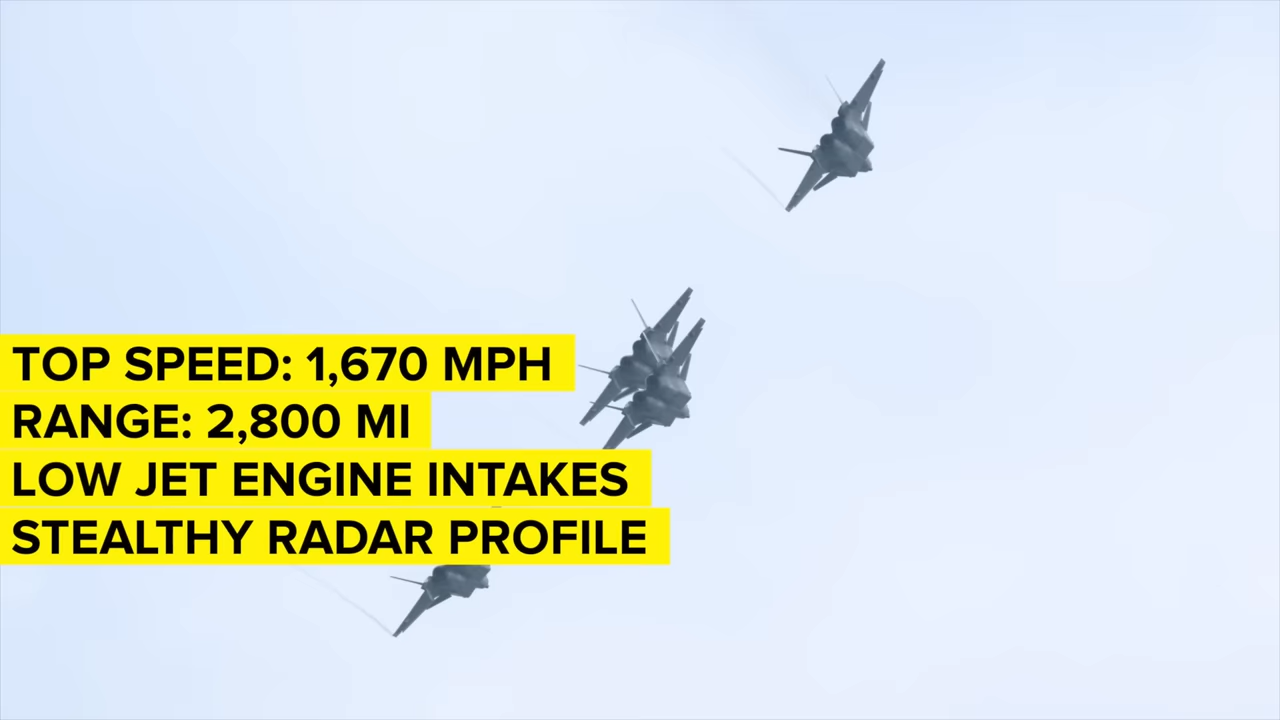 TOP SPEED: 1,670 MPH
RANGE: 2,800 MI
LOW JET ENGINE INTAKES
STEALTHY RADAR PROFILE